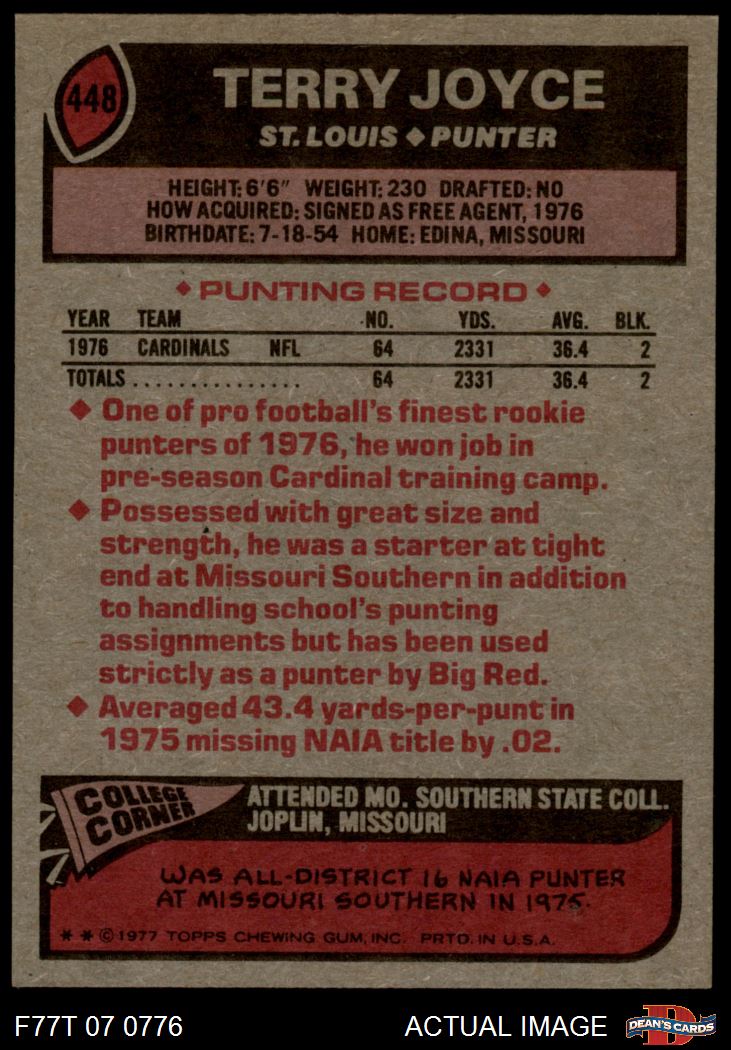 448
TERRY JOYCE
ST. LOUIS ◆ PUNTER
HEIGHT: 6'6" WEIGHT: 230 DRAFTED: NO
HOW ACQUIRED: SIGNED AS FREE AGENT, 1976
BIRTHDATE: 7-18-54 HOME: EDINA, MISSOURI
◆ PUNTING RECORD ◆
YEAR TEAM NO. YDS. AVG. BLK.
1976 CARDINALS NFL 64 2331 36.4 2
TOTALS . . . . . . . . . . . . . . . 64 2331 36.4 2
◆ One of pro football's finest rookie
punters of 1976, he won job in
pre-season Cardinal training camp.
◆ Possessed with great size and
strength, he was a starter at tight
end at Missouri Southern in addition
to handling school's punting
assignments but has been used
strictly as a punter by Big Red.
◆ Averaged 43.4 yards-per-punt in
1975 missing NAIA title by .02.
COLLEGE
CORNER
ATTENDED MO. SOUTHERN STATE COLL.
JOPLIN, MISSOURI
WAS ALL-DISTRICT 16 NAIA PUNTER
AT MISSOURI SOUTHERN IN 1975.
* * © 1977 TOPPS CHEWING GUM, INC. PRTD. IN U.S.A.
F77T 07 0776 ACTUAL IMAGE
D
DEAN'S CARDS